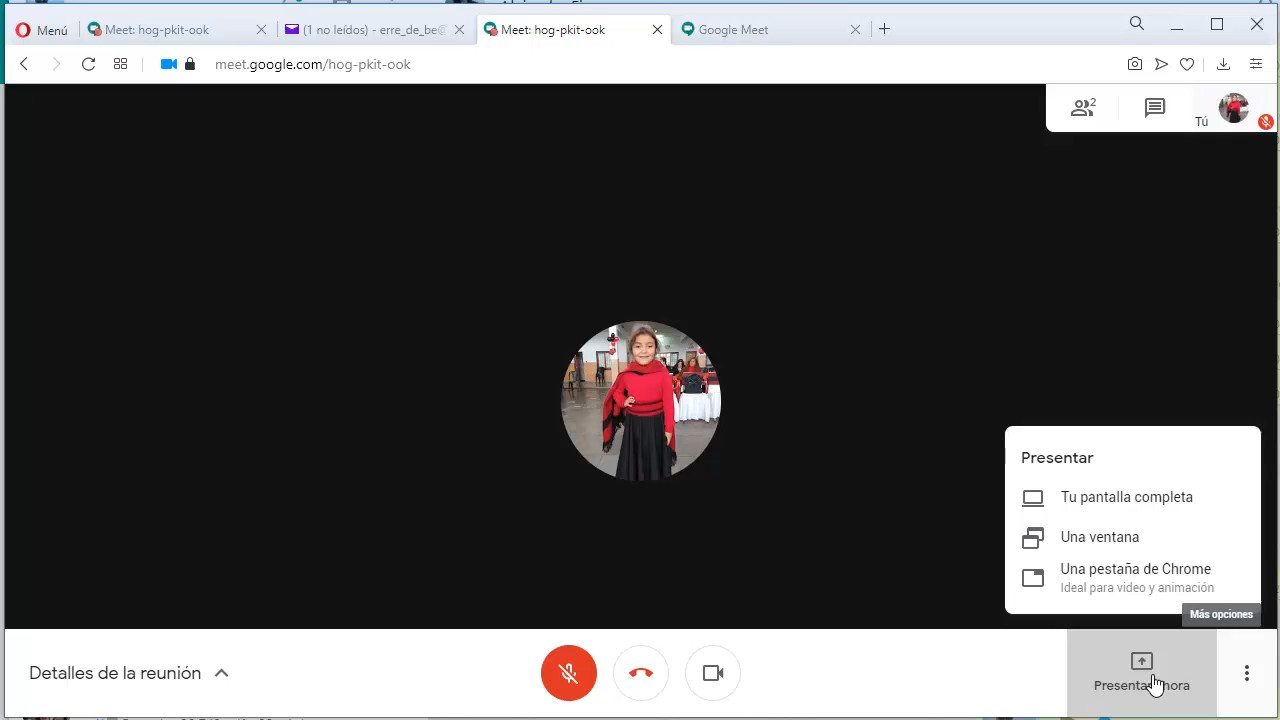 Menú
Meet: hog-pkit-ook
(1 no leídos) - erre_de_be@
Meet: hog-pkit-ook
Google Meet
meet.google.com/hog-pkit-ook
2
Tú
Presentar
Tu pantalla completa
Una ventana
Una pestaña de Chrome
Ideal para video y animación
Más opciones
Detalles de la reunión
Presentar ahora